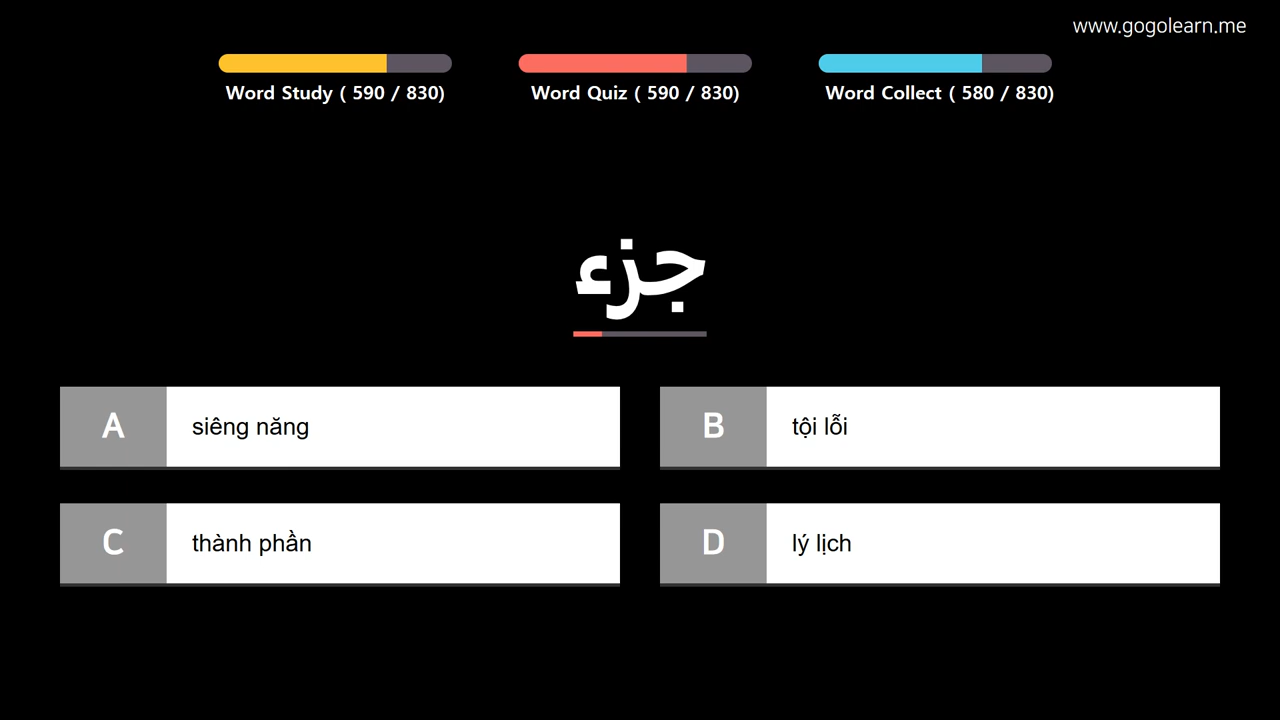 www.gogolearn.me
Word Study ( 590 / 830)
Word Quiz ( 590 / 830)
Word Collect ( 580 / 830)
جزء
A
siêng năng
B
tội lỗi
C
thành phần
D
lý lịch